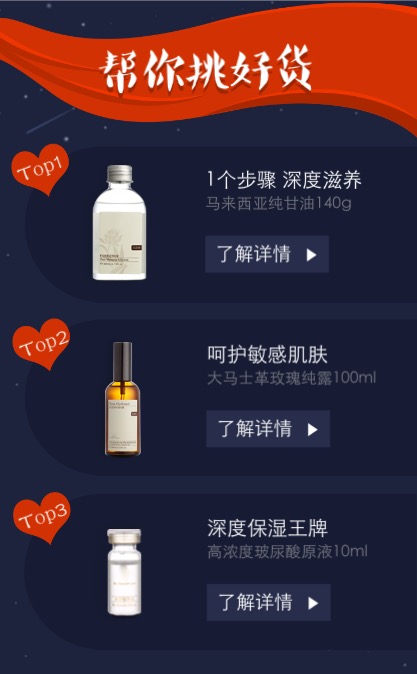 帮你挑好货
Top1
1个步骤 深度滋养
马来西亚纯甘油140g
了解详情
Top2
呵护敏感肌肤
大马士革玫瑰纯露100ml
了解详情
Top3
深度保湿王牌
高浓度玻尿酸原液10ml
了解详情